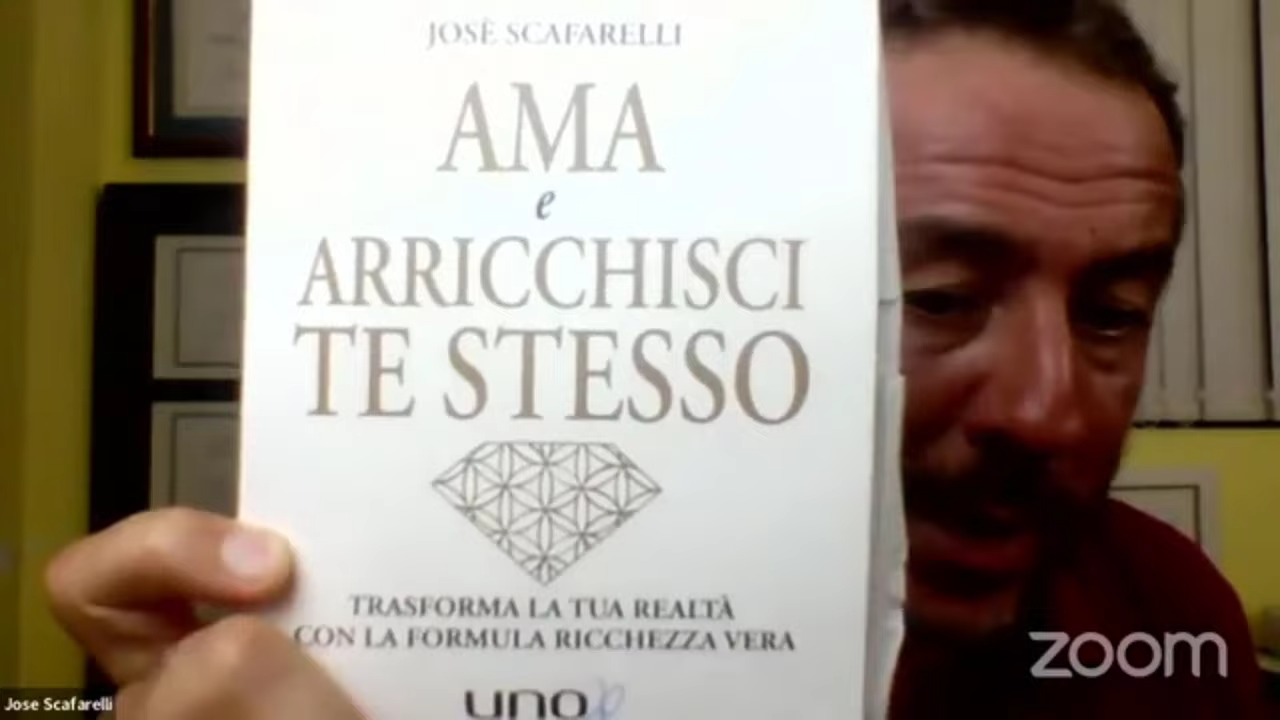 JOSÈ SCAFARELLI
AMA
e
ARRICCHISCI
TE STESSO
TRASFORMA LA TUA REALTÀ
CON LA FORMULA RICCHEZZA VERA
uno
zoom
Jose Scafarelli